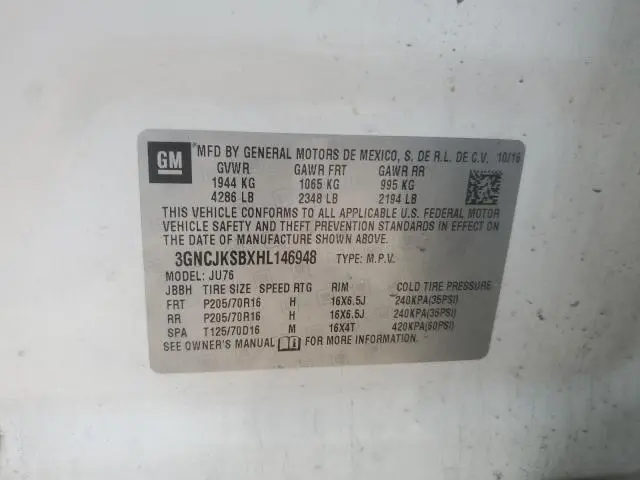 GM
MFD BY GENERAL MOTORS DE MEXICO, S. DE R.L. DE C.V. 10/16
GVWR GAWR FRT GAWR RR
1944 KG 1065 KG 995 KG
4286 LB 2348 LB 2194 LB
THIS VEHICLE CONFORMS TO ALL APPLICABLE U.S. FEDERAL MOTOR
VEHICLE SAFETY AND THEFT PREVENTION STANDARDS IN EFFECT ON
THE DATE OF MANUFACTURE SHOWN ABOVE.
3GNCJKSBXHL146948 TYPE: M.P.V.
MODEL: JU76
JBBH TIRE SIZE SPEED RTG RIM COLD TIRE PRESSURE
FRT P205/70R16 H 16X6.5J 240KPA(35PSI)
RR P205/70R16 H 16X6.5J 240KPA(35PSI)
SPA T125/70D16 M 16X4T 420KPA(60PSI)
SEE OWNER'S MANUAL FOR MORE INFORMATION.